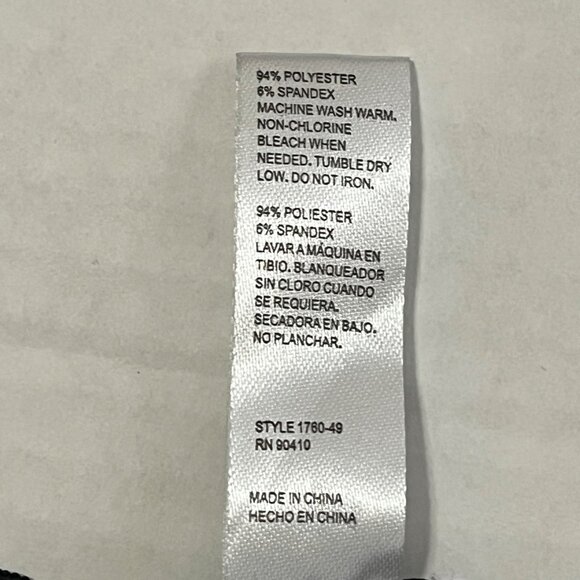 94% POLYESTER
6% SPANDEX
MACHINE WASH WARM.
NON-CHLORINE
BLEACH WHEN
NEEDED. TUMBLE DRY
LOW. DO NOT IRON.
94% POLIESTER
6% SPANDEX
LAVAR A MÁQUINA EN
TIBIO. BLANQUEADOR
SIN CLORO CUANDO
SE REQUIERA.
SECADORA EN BAJO.
NO PLANCHAR.
STYLE 1760-49
RN 90410
MADE IN CHINA
HECHO EN CHINA